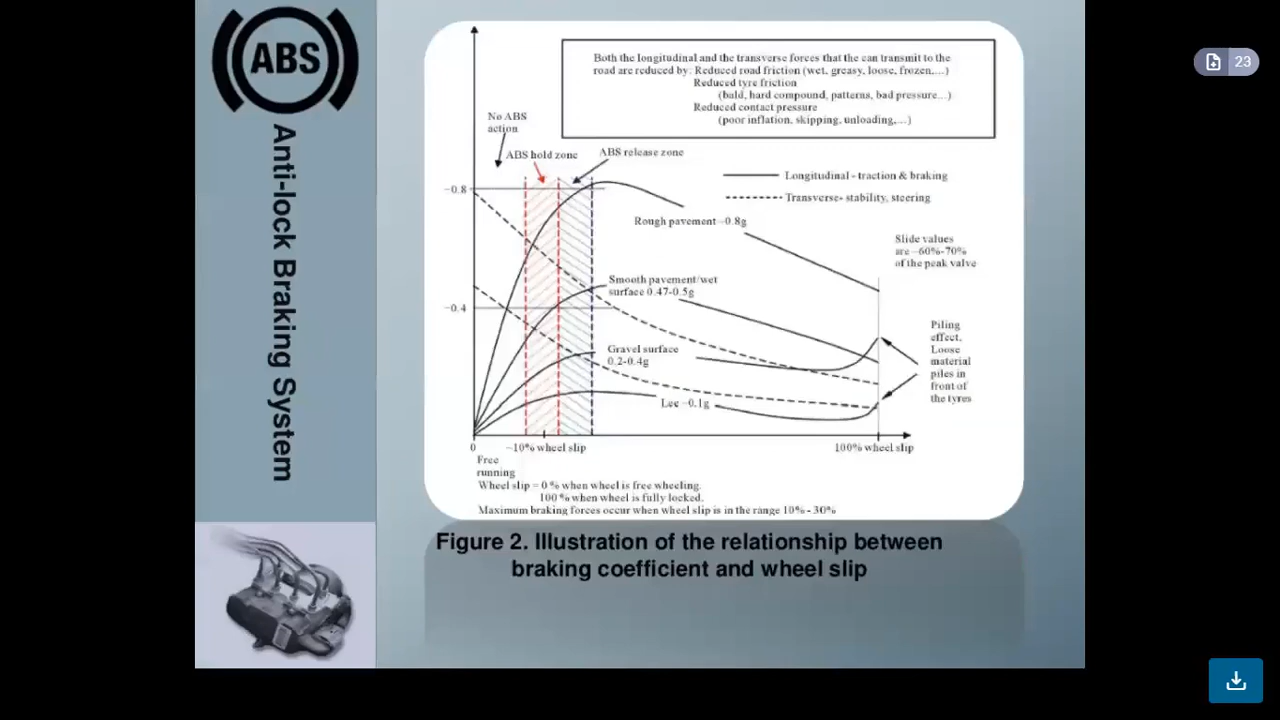 ABS
Anti-lock Braking System
23
Both the longitudinal and the transverse forces that the can transmit to the
road are reduced by: Reduced road friction (wet, greasy, loose, frozen,...)
Reduced tyre friction
(bald, hard compound, patterns, bad pressure...)
Reduced contact pressure
(poor inflation, skipping, unloading,...)
No ABS
action
ABS hold zone
ABS release zone
Longitudinal - traction & braking
Transverse- stability, steering
~0.8
Rough pavement ~0.8g
Slide values
are ~60%-70%
of the peak valve
Smooth pavement/wet
surface 0.47-0.5g
~0.4
Gravel surface
0.2-0.4g
Piling
effect.
Loose
material
piles in
front of
the tyres
Lce ~0.1g
0
~10% wheel slip
100% wheel slip
Free
running
Wheel slip = 0 % when wheel is free wheeling.
100 % when wheel is fully locked.
Maximum braking forces occur when wheel slip is in the range 10% - 30%
Figure 2. Illustration of the relationship between
braking coefficient and wheel slip